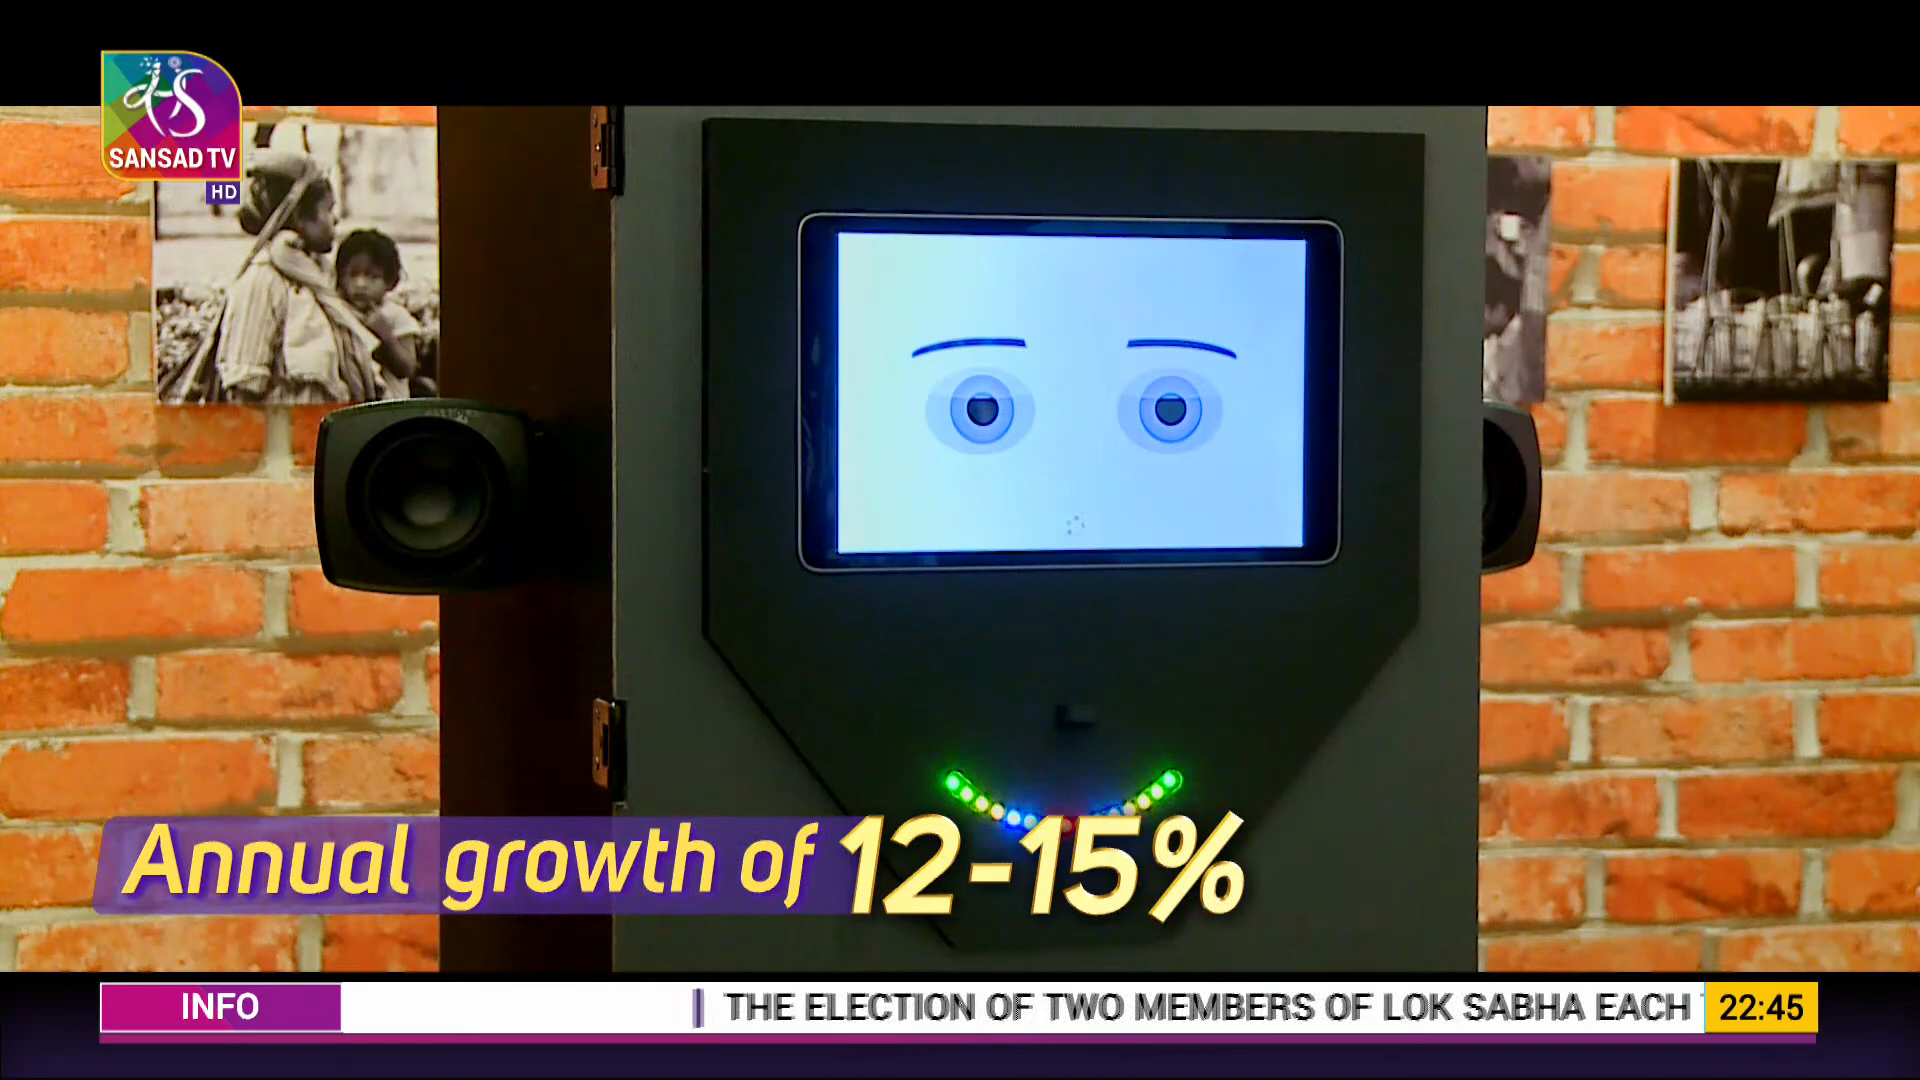 SANSAD TV
HD
Annual growth of 12-15%
INFO
THE ELECTION OF TWO MEMBERS OF LOK SABHA EACH
22:45